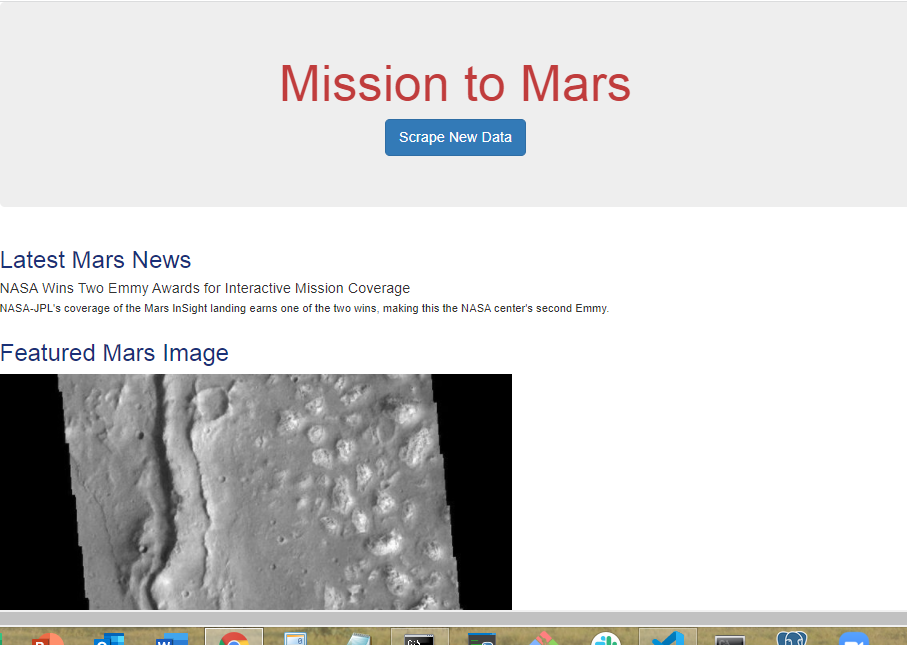 Mission to Mars
Scrape New Data
Latest Mars News
NASA Wins Two Emmy Awards for Interactive Mission Coverage
NASA-JPL's coverage of the Mars InSight landing earns one of the two wins, making this the NASA center's second Emmy.
Featured Mars Image